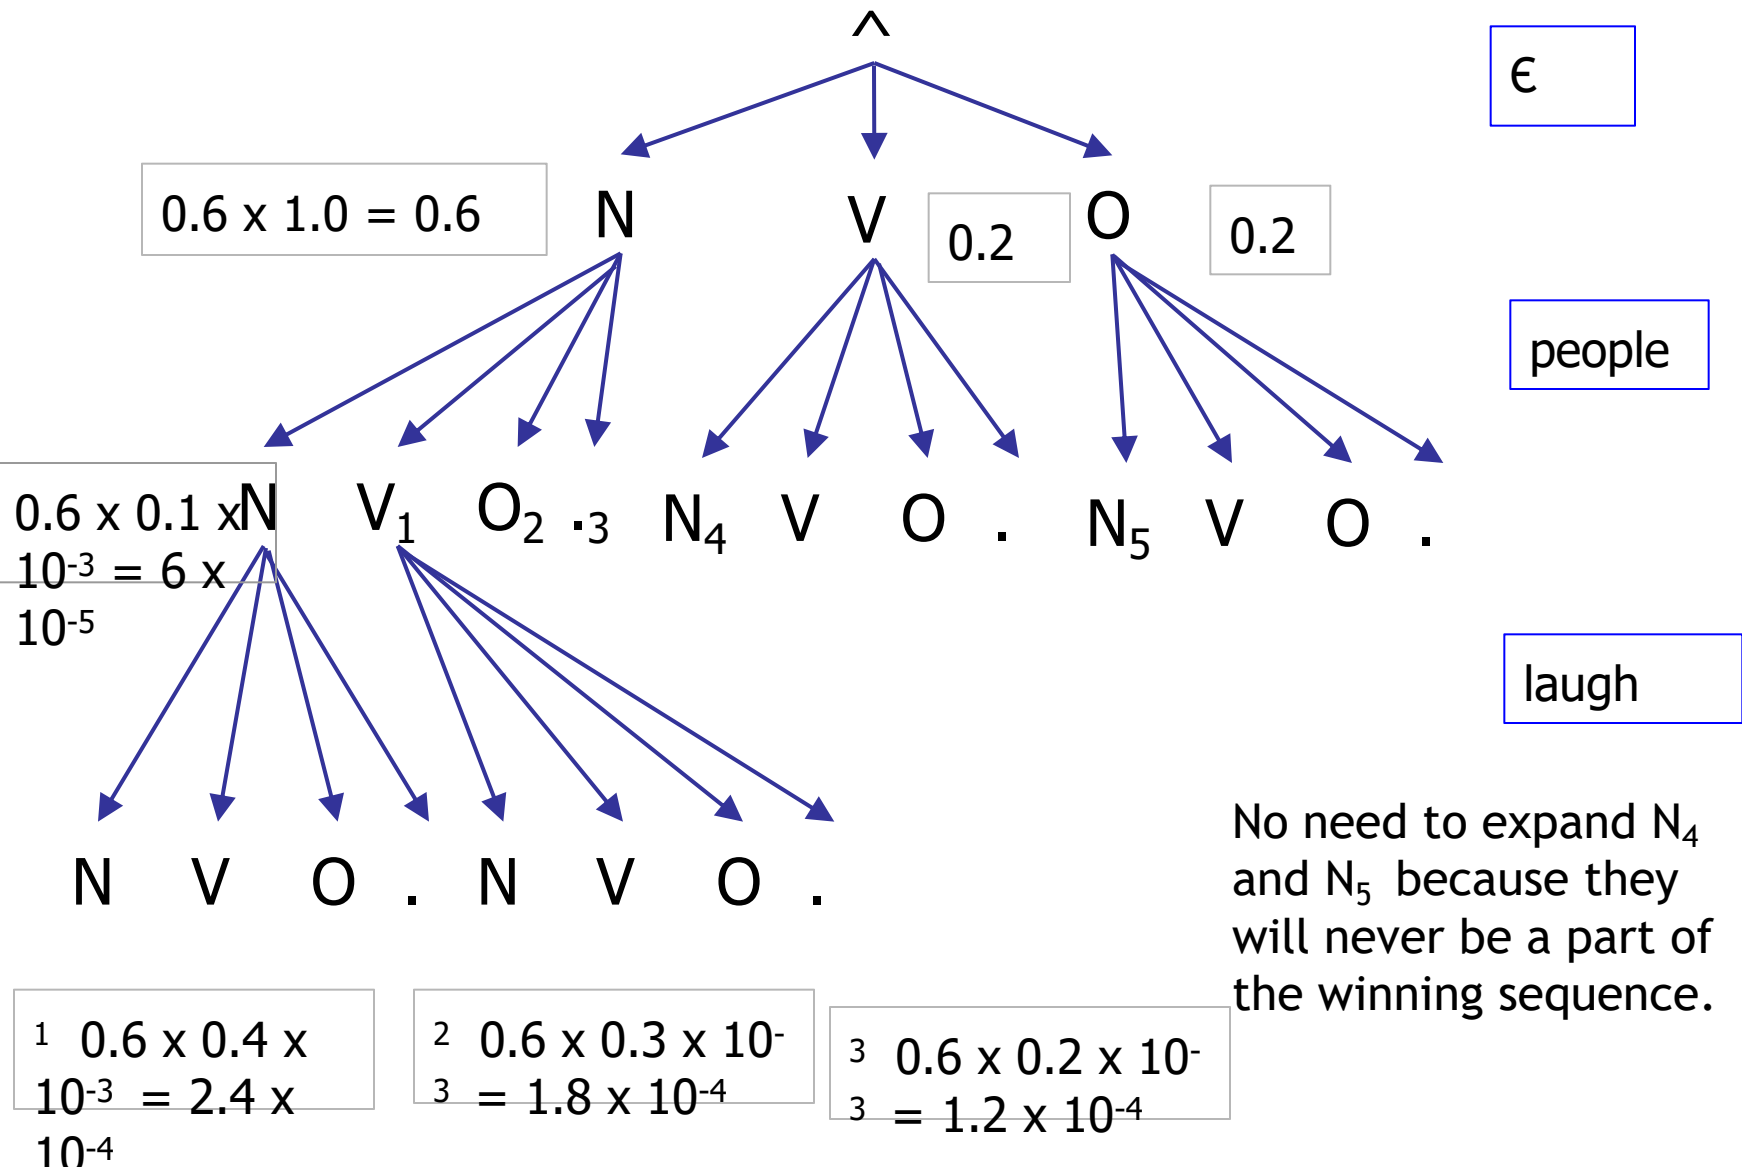 ^
ϵ
0.6 x 1.0 = 0.6
N V O
0.2
0.2
people
0.6 x 0.1 x
10⁻³ = 6 x
10⁻⁵
N V₁ O₂ .₃ N₄ V O . N₅ V O .
laugh
N V O . N V O .
No need to expand N₄
and N₅ because they
will never be a part of
the winning sequence.
¹ 0.6 x 0.4 x
10⁻³ = 2.4 x
10⁻⁴
² 0.6 x 0.3 x 10⁻
³ = 1.8 x 10⁻⁴
³ 0.6 x 0.2 x 10⁻
³ = 1.2 x 10⁻⁴